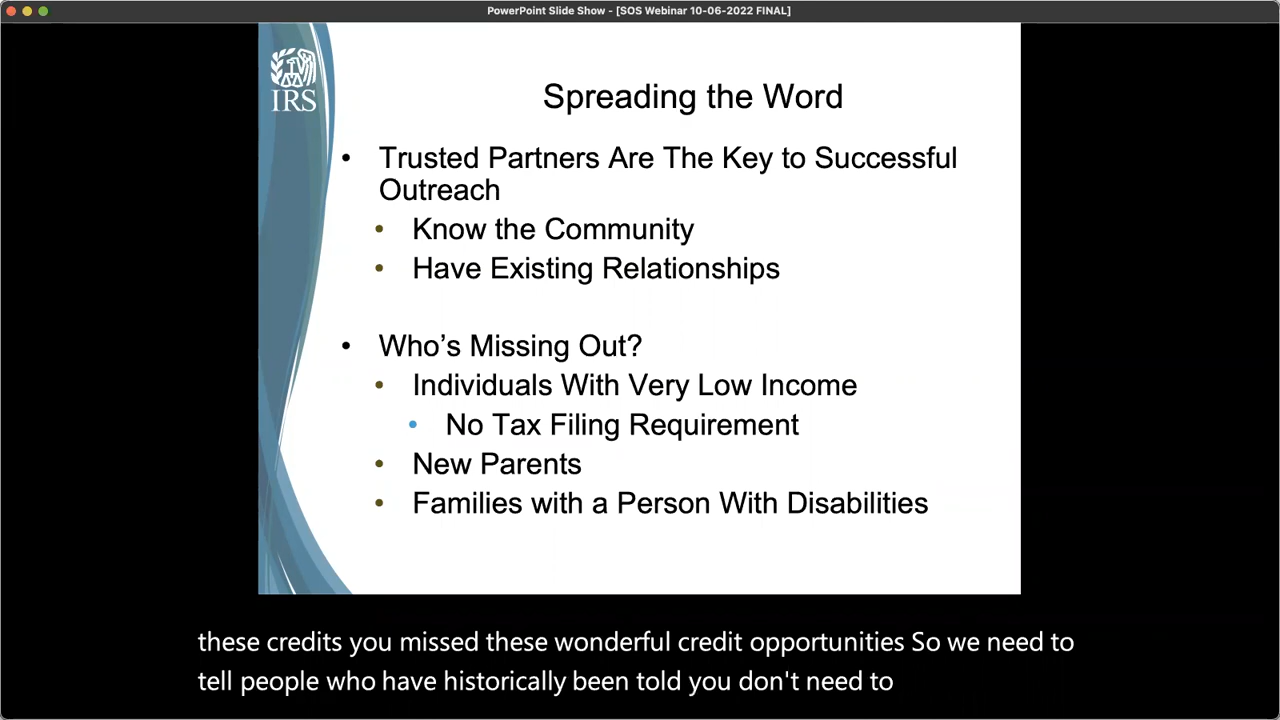 PowerPoint Slide Show - [SOS Webinar 10-06-2022 FINAL]
IRS
Spreading the Word
• Trusted Partners Are The Key to Successful
Outreach
• Know the Community
• Have Existing Relationships
• Who’s Missing Out?
• Individuals With Very Low Income
• No Tax Filing Requirement
• New Parents
• Families with a Person With Disabilities
these credits you missed these wonderful credit opportunities So we need to
tell people who have historically been told you don't need to